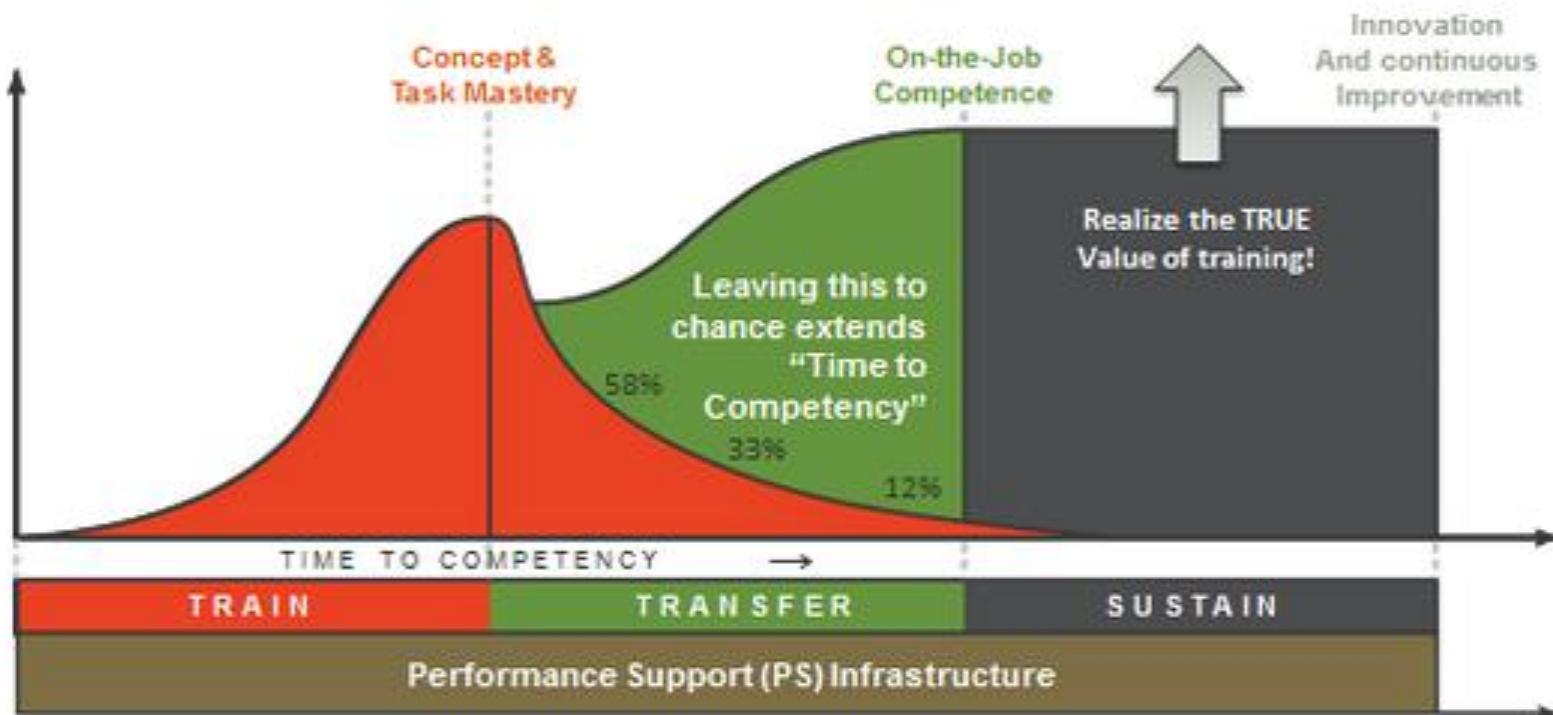 Concept &
Task Mastery
On-the-Job
Competence
Innovation
And continuous
Improvement
Realize the TRUE
Value of training!
Leaving this to
chance extends
“Time to
Competency”
58%
33%
12%
TIME TO COMPETENCY →
TRAIN
TRANSFER
SUSTAIN
Performance Support (PS) Infrastructure